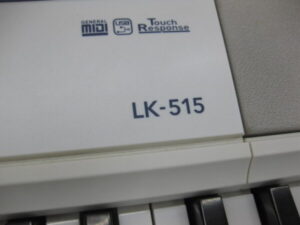 GENERAL MIDI USB Touch
Response
LK-515